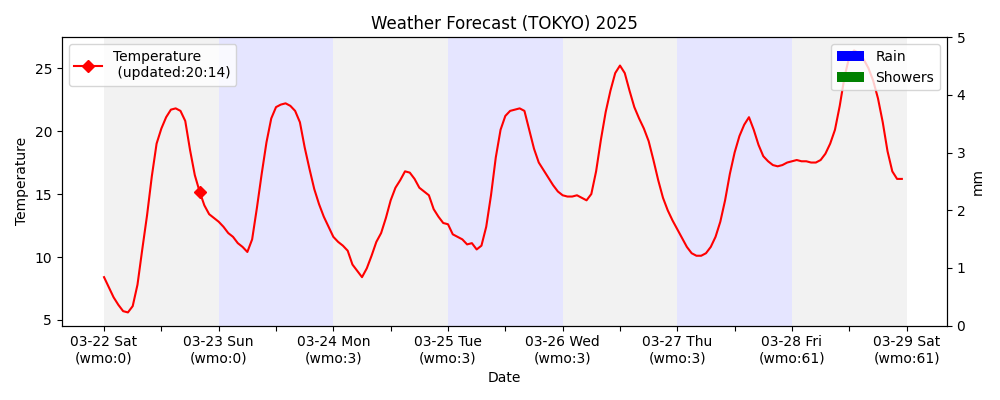 Weather Forecast (TOKYO) 2025
Temperature
(updated:20:14)
Rain
Showers
Temperature
25
20
15
10
5
5
4
3
2
1
0
mm
03-22 Sat
(wmo:0)
03-23 Sun
(wmo:0)
03-24 Mon
(wmo:3)
03-25 Tue
(wmo:3)
03-26 Wed
(wmo:3)
03-27 Thu
(wmo:3)
03-28 Fri
(wmo:61)
03-29 Sat
(wmo:61)
Date